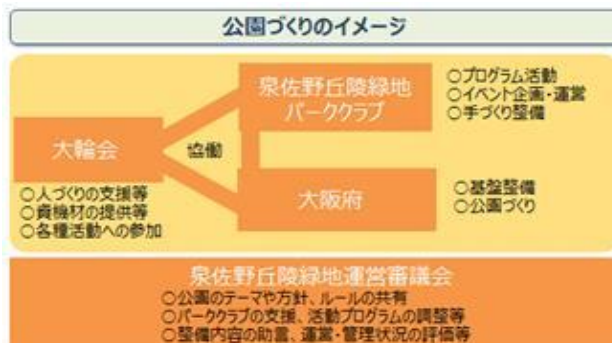 公園づくりのイメージ
泉佐野丘陵緑地
パーククラブ
○プログラム活動
○イベント企画・運営
○手づくり整備
大輪会
協働
○人づくりの支援等
○資機材の提供等
○各種活動への参加
大阪府
○基盤整備
○公園づくり
泉佐野丘陵緑地運営審議会
○公園のテーマや方針、ルールの共有
○パーククラブの支援、活動プログラムの調整等
○整備内容の助言、運営・管理状況の評価等